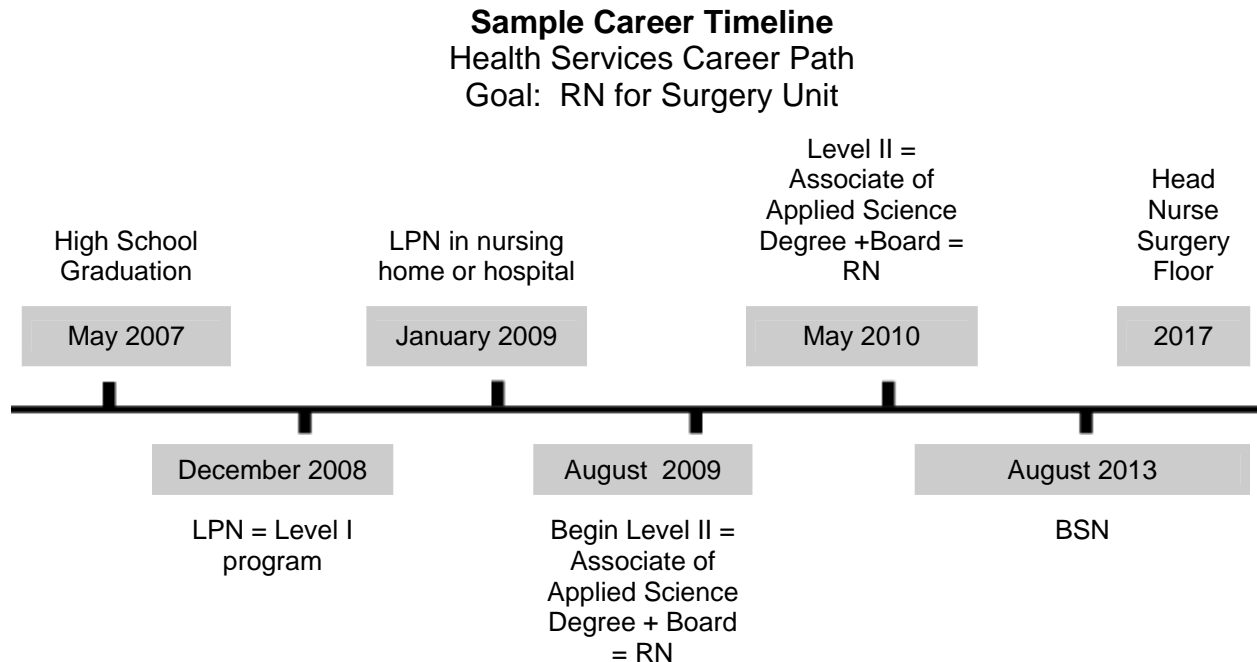 Sample Career Timeline
Health Services Career Path
Goal:  RN for Surgery Unit
High School
Graduation
May 2007
LPN in nursing
home or hospital
January 2009
Level II =
Associate of
Applied Science
Degree +Board =
RN
May 2010
Head
Nurse
Surgery
Floor
2017
December 2008
LPN = Level I
program
August  2009
Begin Level II =
Associate of
Applied Science
Degree + Board
= RN
August 2013
BSN